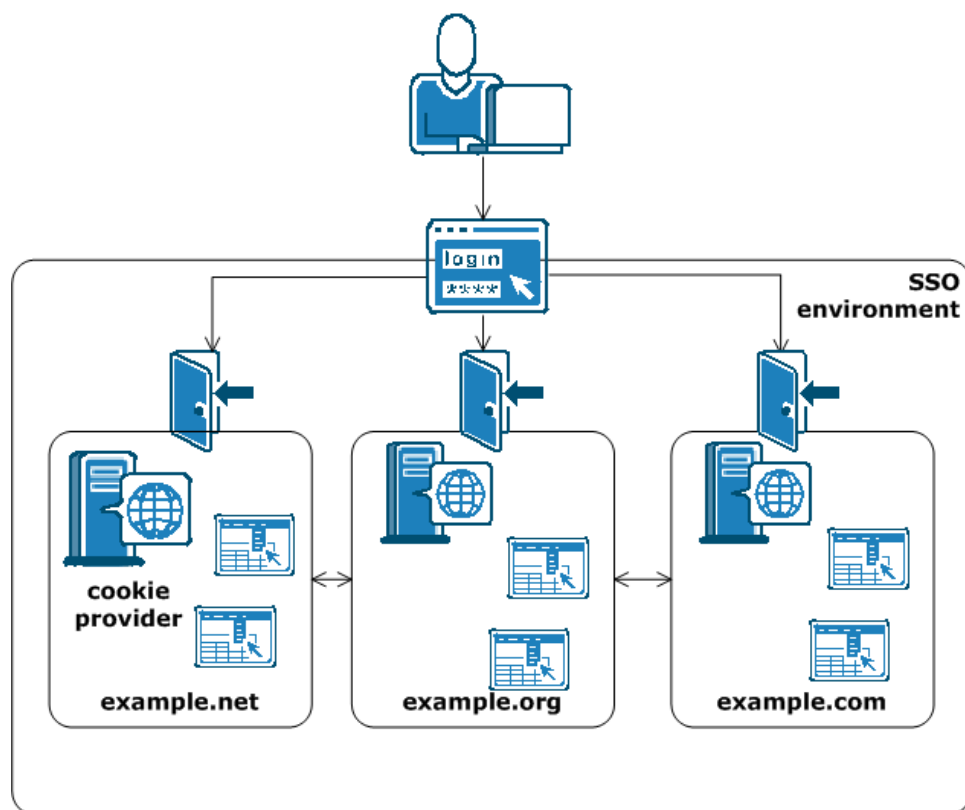 login
****
SSO
environment
cookie
provider
example.net
example.org
example.com